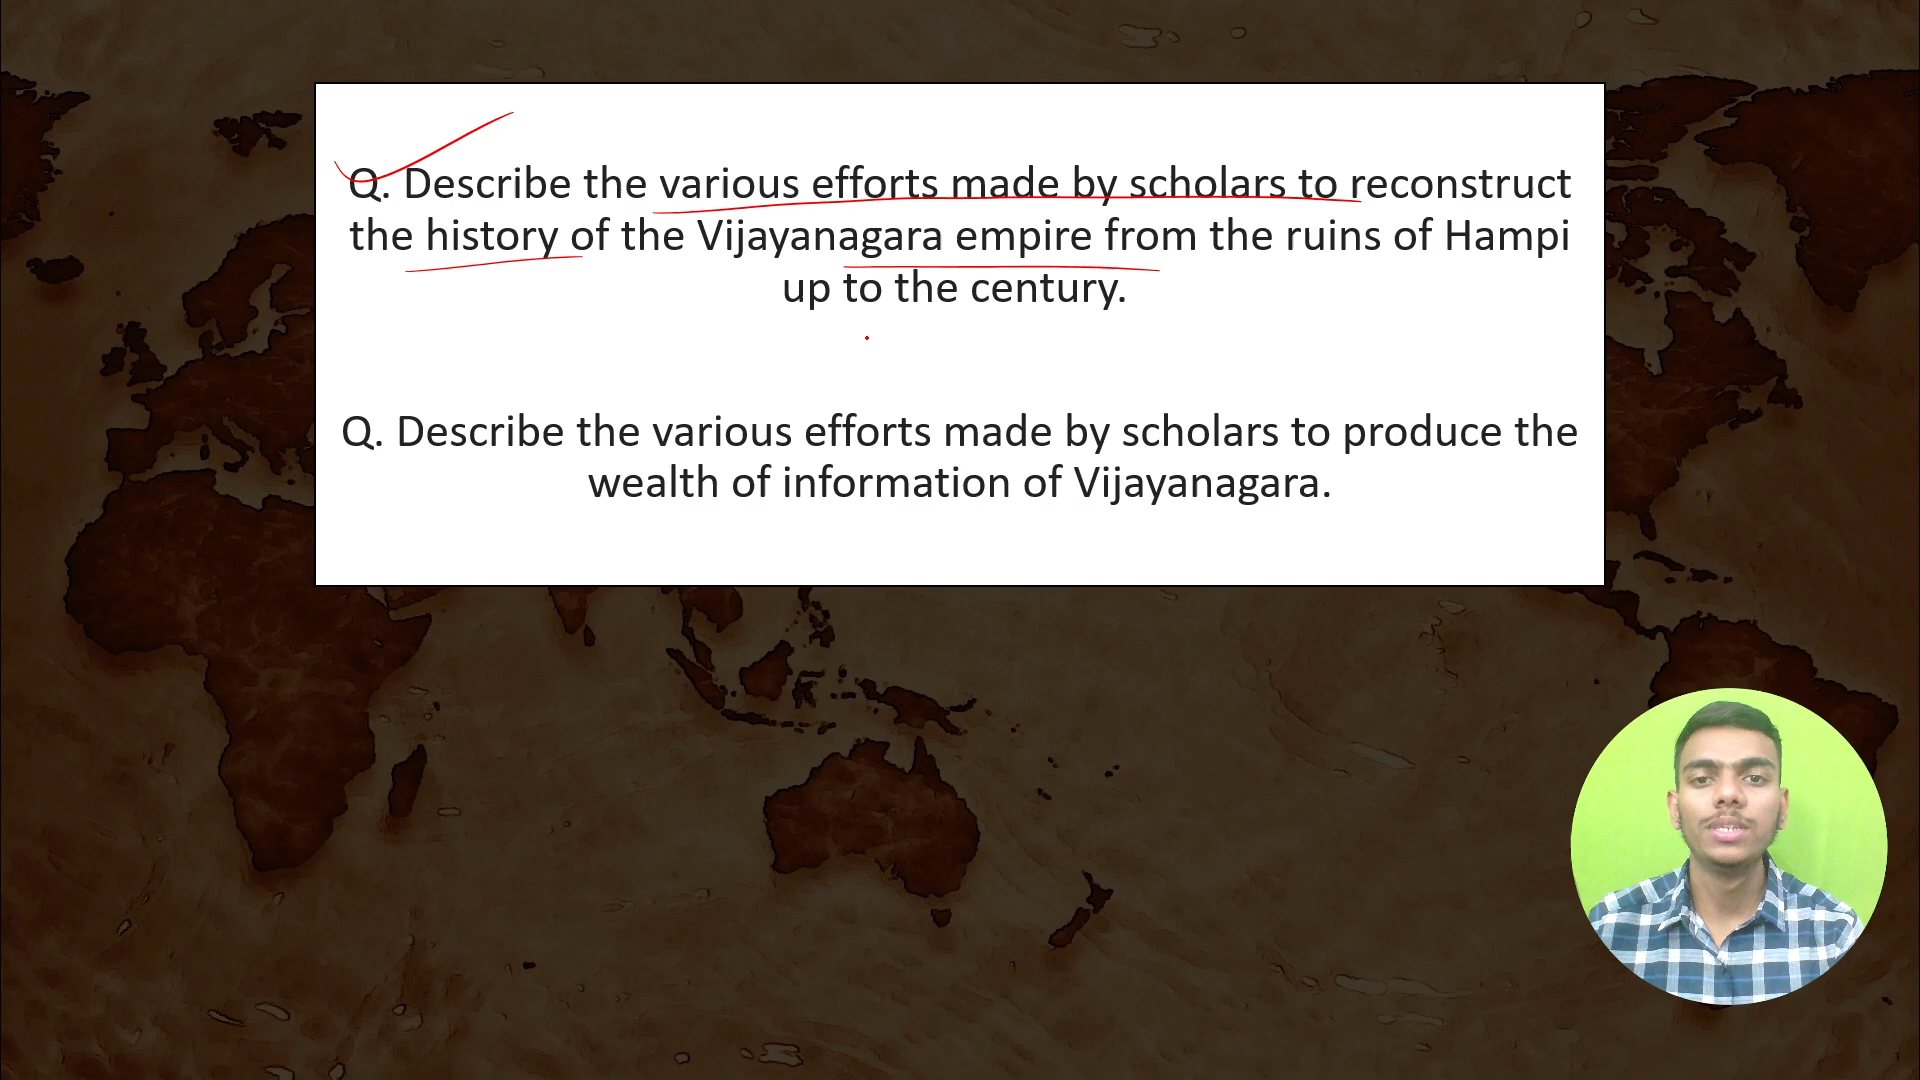 Q. Describe the various efforts made by scholars to reconstruct
the history of the Vijayanagara empire from the ruins of Hampi
up to the century.
Q. Describe the various efforts made by scholars to produce the
wealth of information of Vijayanagara.